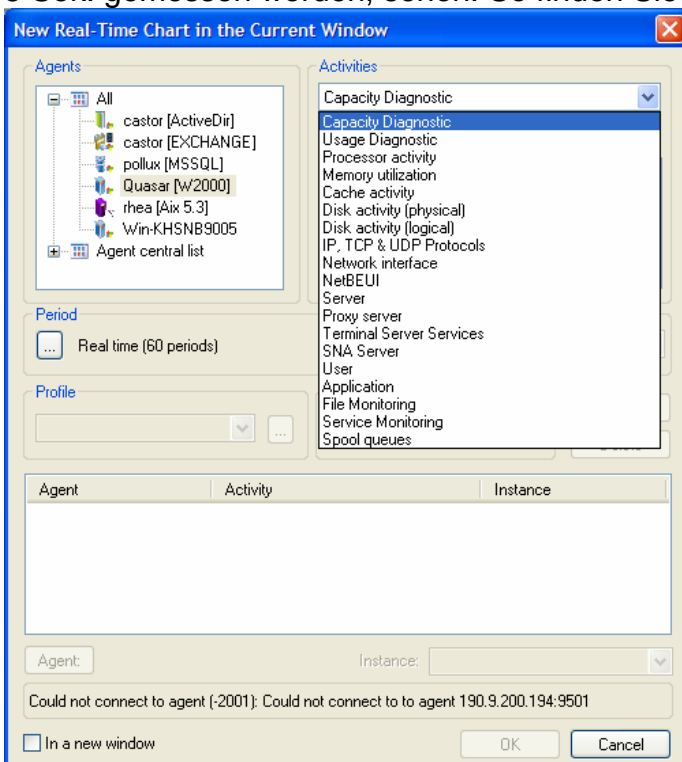 New Real-Time Chart in the Current Window
Agents
All
castor [ActiveDir]
castor [EXCHANGE]
pollux [MSSQL]
Quasar [W2000]
rhea [Aix 5.3]
Win-KHSNB9005
Agent central list
Activities
Capacity Diagnostic
Capacity Diagnostic
Usage Diagnostic
Processor activity
Memory utilization
Cache activity
Disk activity (physical)
Disk activity (logical)
IP, TCP & UDP Protocols
Network interface
NetBEUI
Server
Proxy server
Terminal Server Services
SNA Server
User
Application
File Monitoring
Service Monitoring
Spool queues
Period
... Real time (60 periods)
Profile
...
Agent Activity Instance
Agent: Instance:
Could not connect to agent (-2001): Could not connect to to agent 190.9.200.194:9501
In a new window OK Cancel